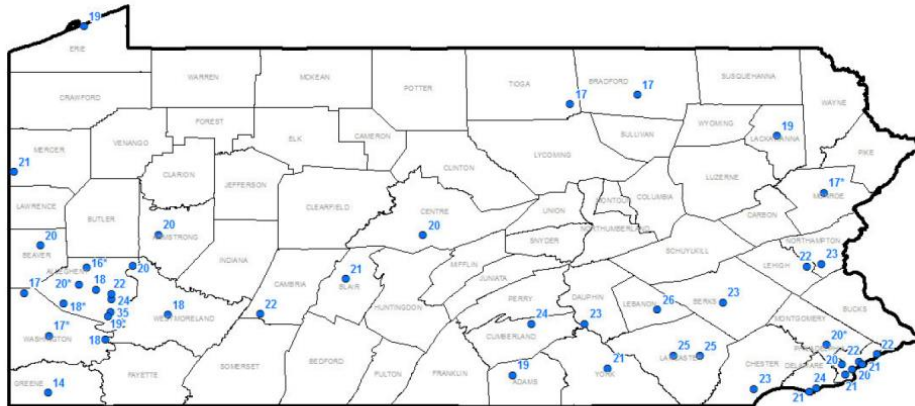 19
ERIE
WARREN
MCKEAN
POTTER
TIOGA
BRADFORD
17
17
SUSQUEHANNA
WAYNE
CRAWFORD
FOREST
WYOMING
LACKAWANNA
19
MERCER
21
VENANGO
ELK
CAMERON
SULLIVAN
PIKE
CLARION
CLINTON
LYCOMING
LUZERNE
17*
MONROE
LAWRENCE
JEFFERSON
COLUMBIA
BUTLER
CLEARFIELD
CENTRE
20
UNION
MONTOUR
CARBON
20
ARMSTRONG
NORTHUMBERLAND
SNYDER
NORTHAMPTON
20
BEAVER
INDIANA
SCHUYLKILL
LEHIGH
22
23
ALLEGHENY
16*
20
MIFFLIN
JUNIATA
20*
18
22
CAMBRIA
21
BLAIR
17
24
18*
35
19*
18
WESTMORELAND
22
HUNTINGDON
PERRY
DAUPHIN
LEBANON
26
BERKS
23
BUCKS
MONTGOMERY
17*
WASHINGTON
18
24
CUMBERLAND
23
20*
PHILADELPHIA
22
22
SOMERSET
BEDFORD
FULTON
FRANKLIN
19
ADAMS
21
YORK
25
LANCASTER
25
CHESTER
DELAWARE
20
21
20
21
GREENE
14
FAYETTE
23
24
21